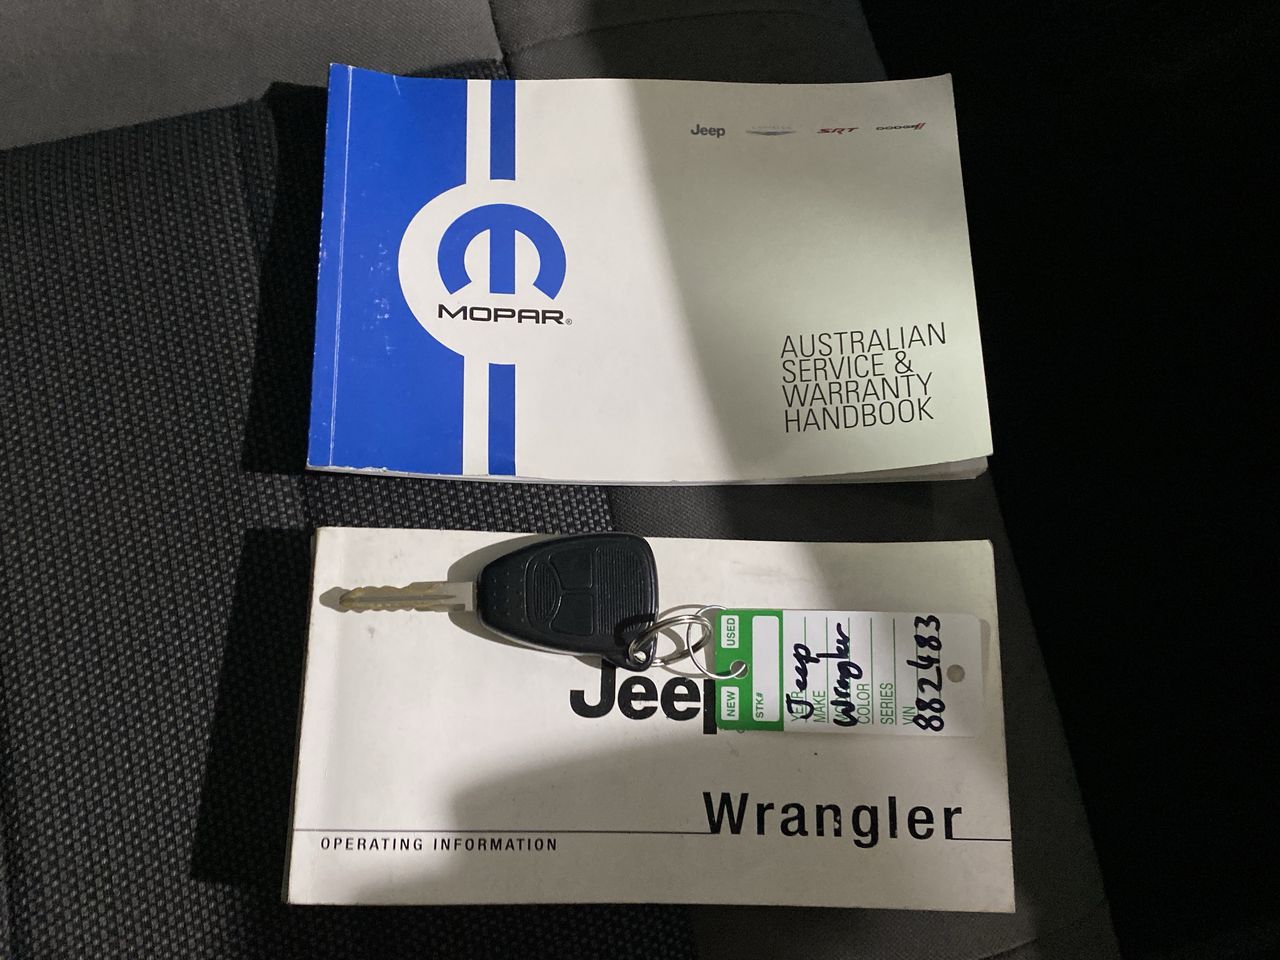 Jeep SRT DODGE
MOPAR®
AUSTRALIAN
SERVICE &
WARRANTY
HANDBOOK
Jeep
Wrangler
OPERATING INFORMATION
NEW USED
STK#
YEAR
Jeep
MAKE
Wrangler
COLOR
SERIES
VIN
882483